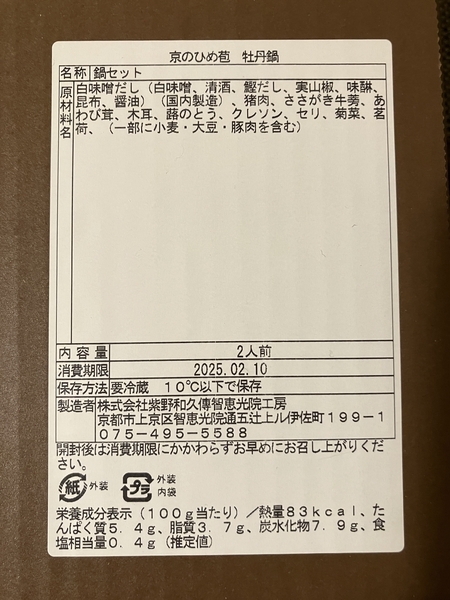 京のひめ苞　牡丹鍋
名称 鍋セット
原材料名 白味噌だし（白味噌、清酒、鰹だし、実山椒、味醂、
昆布、醤油）（国内製造）、猪肉、ささがき牛蒡、あ
わび茸、木耳、蕗のとう、クレソン、セリ、菊菜、茗
荷、（一部に小麦・大豆・豚肉を含む）
内容量 2人前
消費期限 2025.02.10
保存方法 要冷蔵　10℃以下で保存
製造者 株式会社紫野和久傳智恵光院工房
京都市上京区智恵光院通五辻上ル伊佐町199-1
075-495-5588
開封後は消費期限にかかわらずお早めにお召し上がりくださ
い。
紙 外装 プラ 外装
内袋
栄養成分表示（100g当たり）／熱量83kcal、た
んぱく質5.4g、脂質3.7g、炭水化物7.9g、食
塩相当量0.4g（推定値）